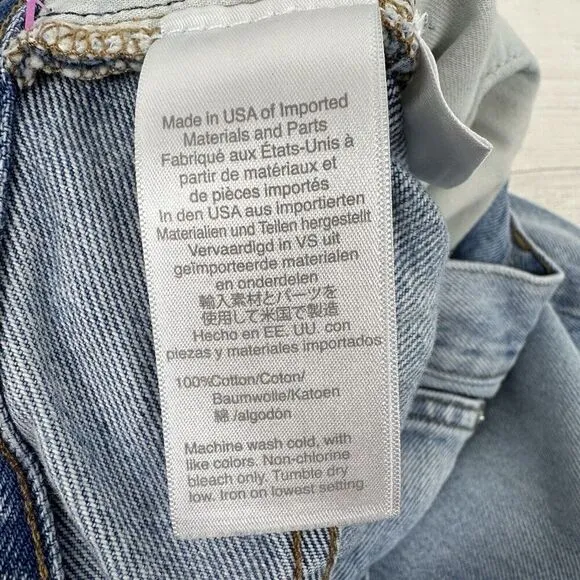 Made in USA of Imported
Materials and Parts
Fabriqué aux États-Unis à
partir de matériaux et
de pièces importés
In den USA aus importierten
Materialien und Teilen hergestellt
Vervaardigd in VS uit
geïmporteerde materialen
en onderdelen
輸入素材とパーツを
使用して米国で製造
Hecho en EE. UU. con
piezas y materiales importados
100%Cotton/Coton/
Baumwolle/Katoen
綿/algodon
Machine wash cold, with
like colors. Non-chlorine
bleach only. Tumble dry
low. Iron on lowest setting